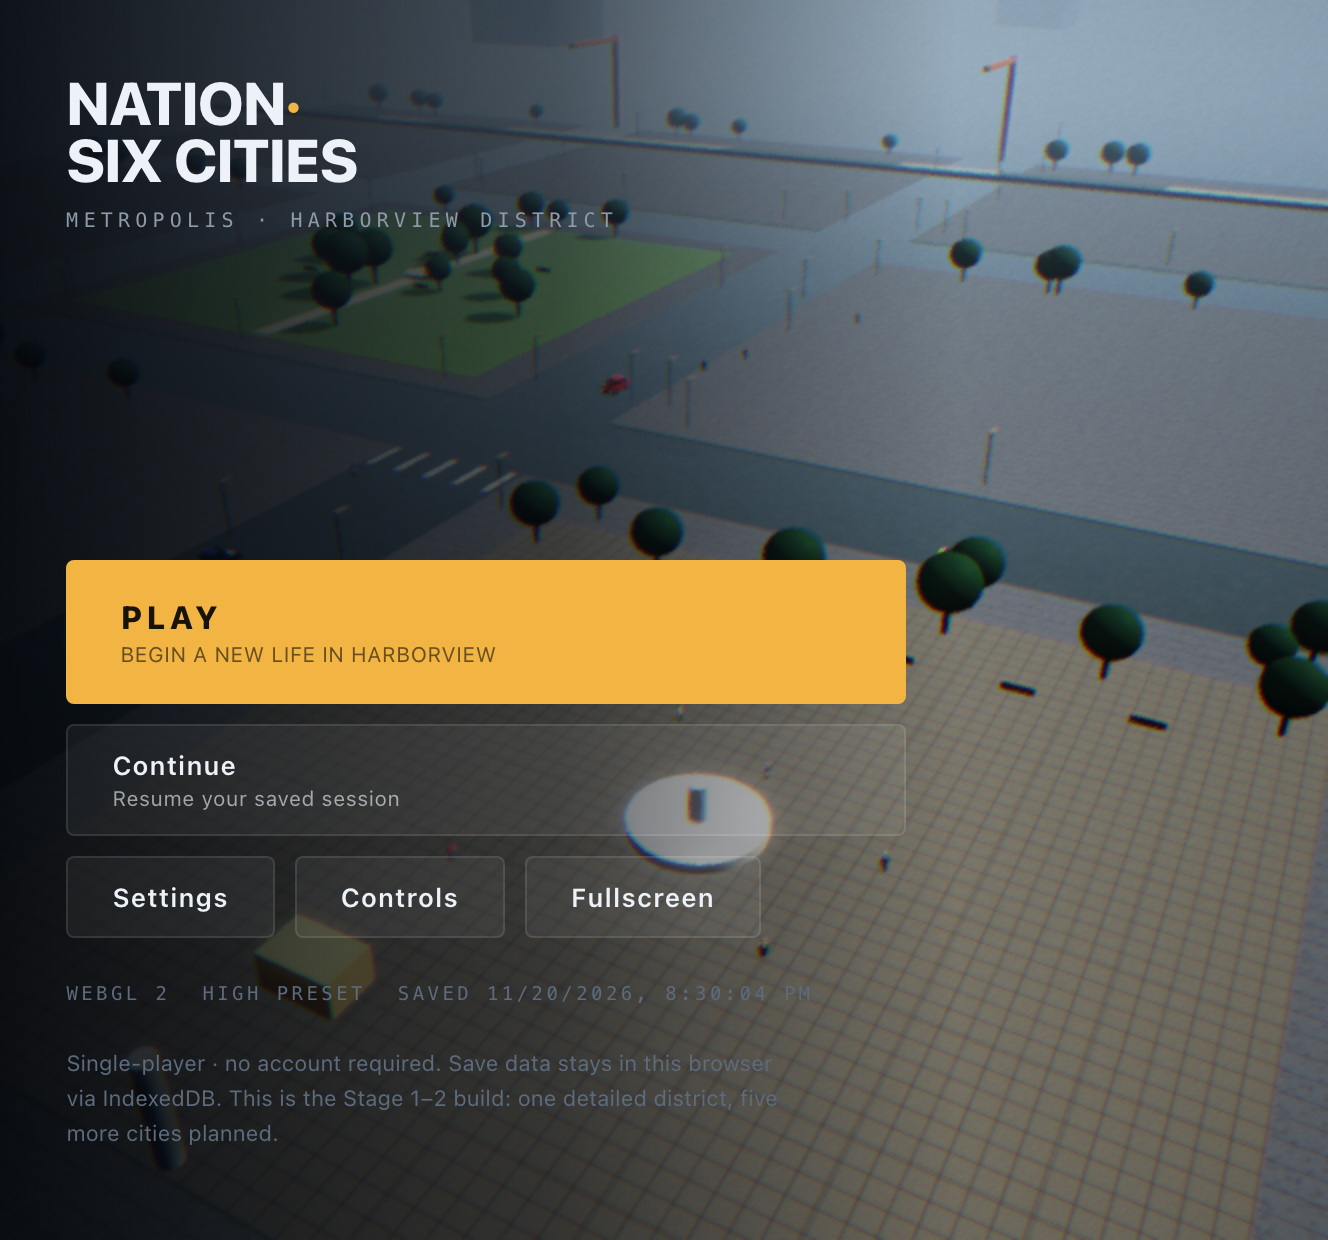 NATION·
SIX CITIES
METROPOLIS · HARBORVIEW DISTRICT
PLAY
BEGIN A NEW LIFE IN HARBORVIEW
Continue
Resume your saved session
Settings Controls Fullscreen
WEBGL 2 HIGH PRESET SAVED 11/20/2026, 8:30:04 PM
Single-player · no account required. Save data stays in this browser
via IndexedDB. This is the Stage 1–2 build: one detailed district, five
more cities planned.